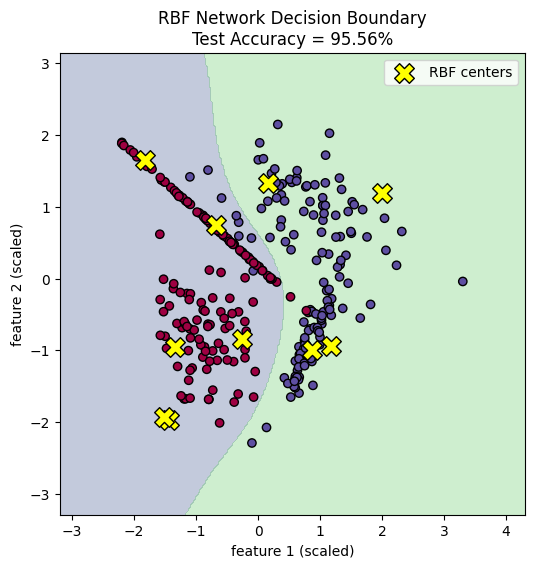 RBF Network Decision Boundary
Test Accuracy = 95.56%
RBF centers
3
2
1
0
−1
−2
−3
feature 2 (scaled)
−3 −2 −1 0 1 2 3 4
feature 1 (scaled)